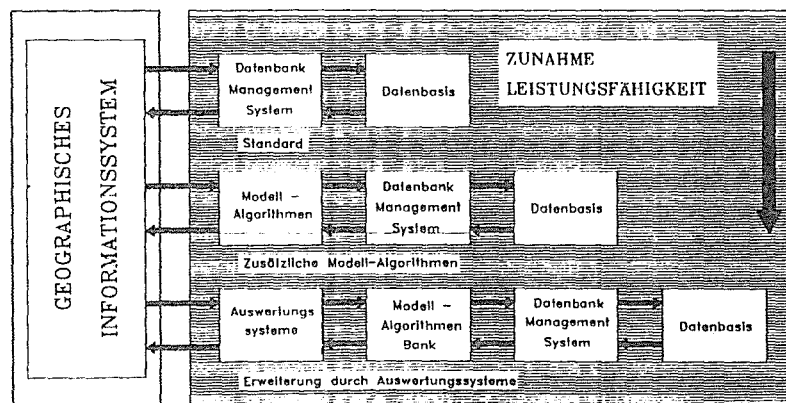 GEOGRAPHISCHES
INFORMATIONSSYSTEM
ZUNAHME
LEISTUNGSFÄHIGKEIT
Datenbank
Management
System
Datenbasis
Standard
Modell –
Algorithmen
Datenbank
Management
System
Datenbasis
Zusätzliche Modell-Algorithmen
Auswertungs
systeme
Modell –
Algorithmen
Bank
Datenbank
Management
System
Datenbasis
Erweiterung durch Auswertungssysteme